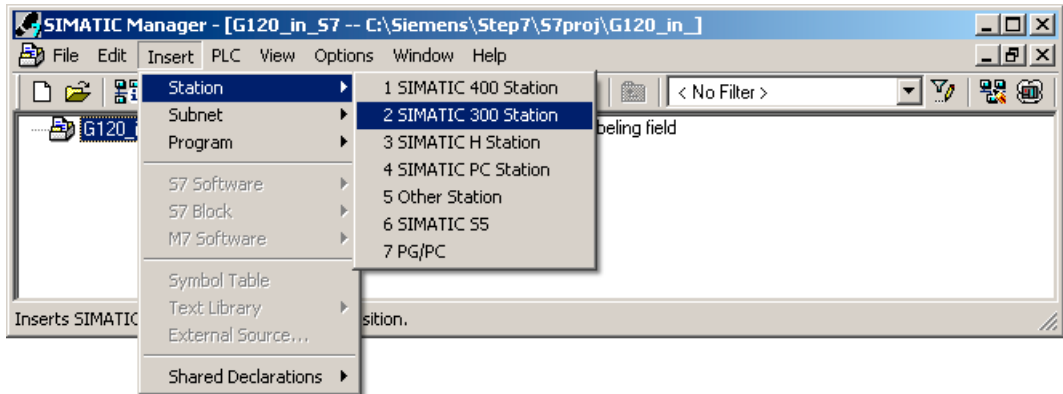 SIMATIC Manager - [G120_in_S7 -- C:\Siemens\Step7\S7proj\G120_in_]
File Edit Insert PLC View Options Window Help
< No Filter >
Station
Subnet
Program
S7 Software
S7 Block
M7 Software
Symbol Table
Text Library
External Source...
Shared Declarations
1 SIMATIC 400 Station
2 SIMATIC 300 Station
3 SIMATIC H Station
4 SIMATIC PC Station
5 Other Station
6 SIMATIC S5
7 PG/PC
G120_
beling field
Inserts SIMATIC
sition.